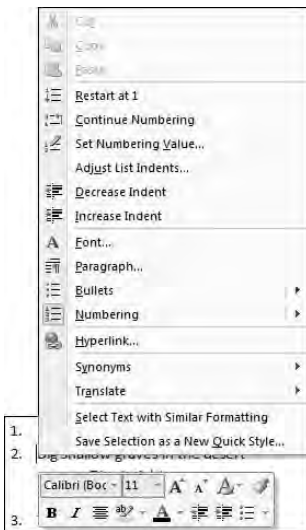 Cut
Copy
Paste
Restart at 1
Continue Numbering
Set Numbering Value...
Adjust List Indents...
Decrease Indent
Increase Indent
Font...
Paragraph...
Bullets
Numbering
Hyperlink...
Synonyms
Translate
Select Text with Similar Formatting
1.
Save Selection as a New Quick Style...
2. shallow graves in the desert
Calibri (Boc 11 A A A
3. B I ab A